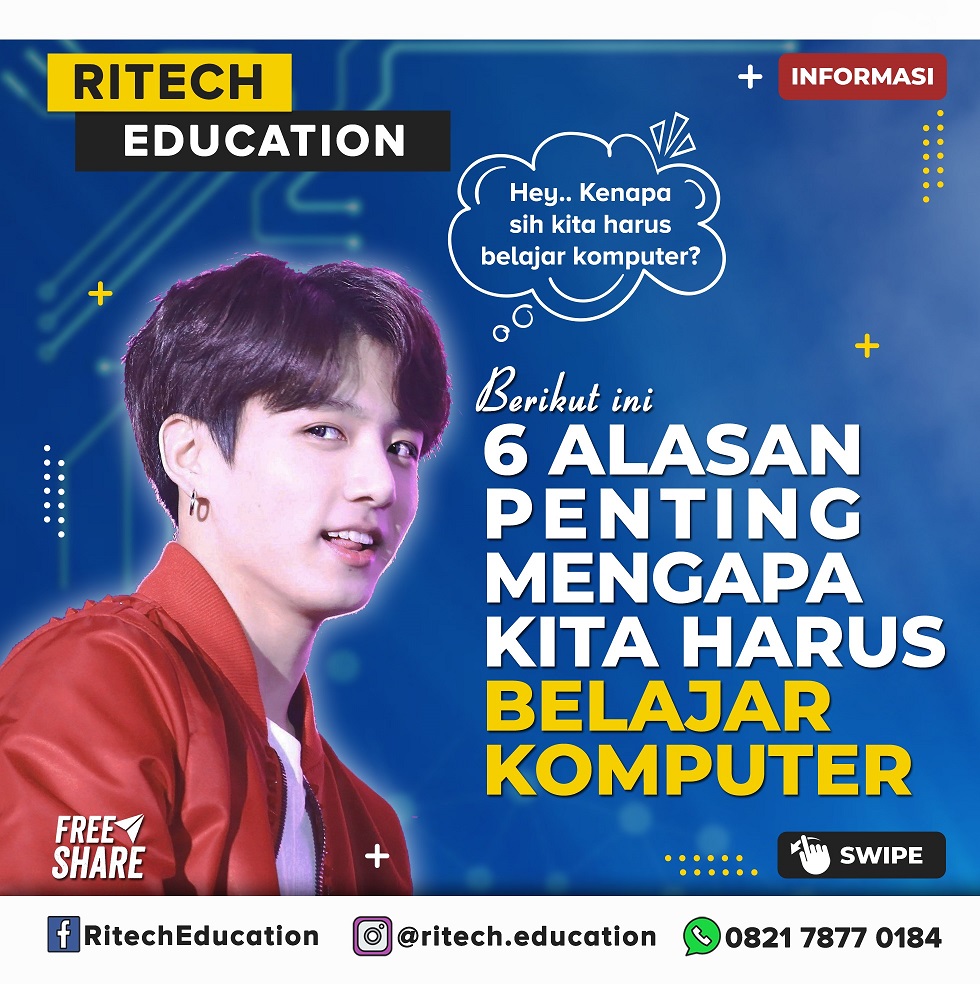 RITECH
EDUCATION
INFORMASI
Hey.. Kenapa
sih kita harus
belajar komputer?
Berikut ini
6 ALASAN
PENTING
MENGAPA
KITA HARUS
BELAJAR
KOMPUTER
FREE
SHARE
SWIPE
RitechEducation
@ritech.education
0821 7877 0184